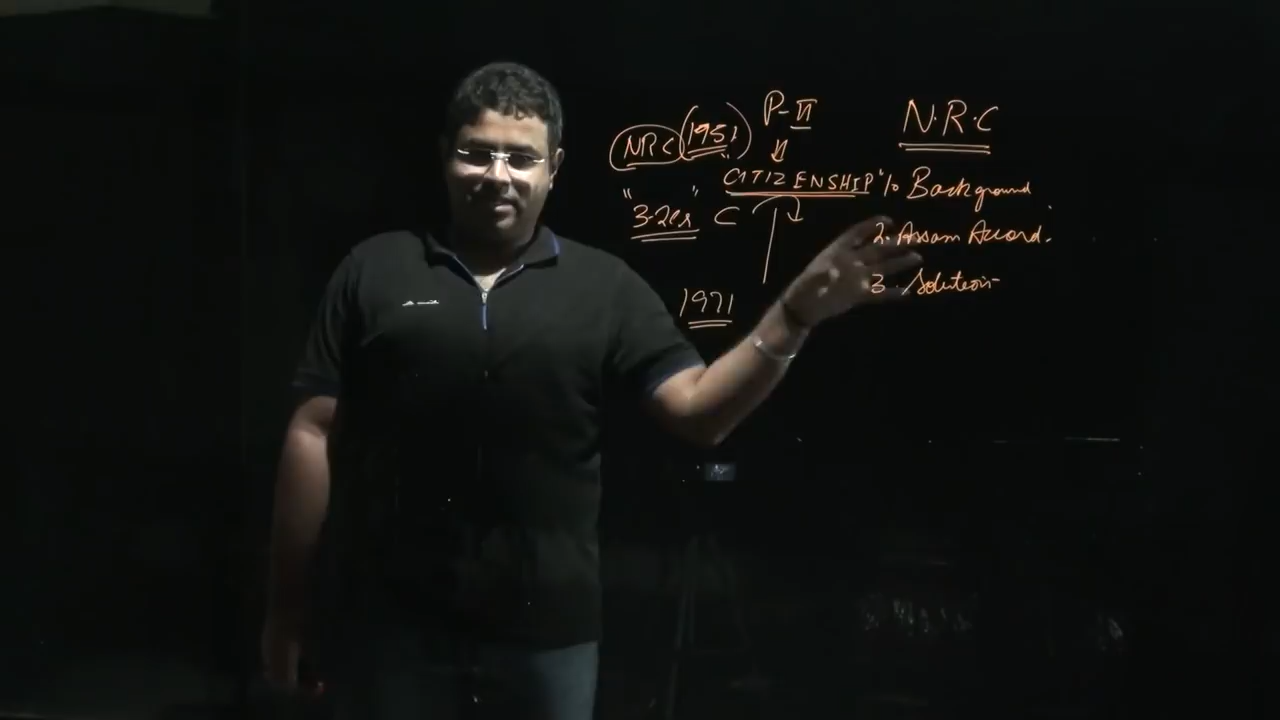 N.R.C
P-II
NRC (1951)
CITIZENSHIP
1. Background
"3.2cr" C
2. Assam Accord.
3. Solution
1971